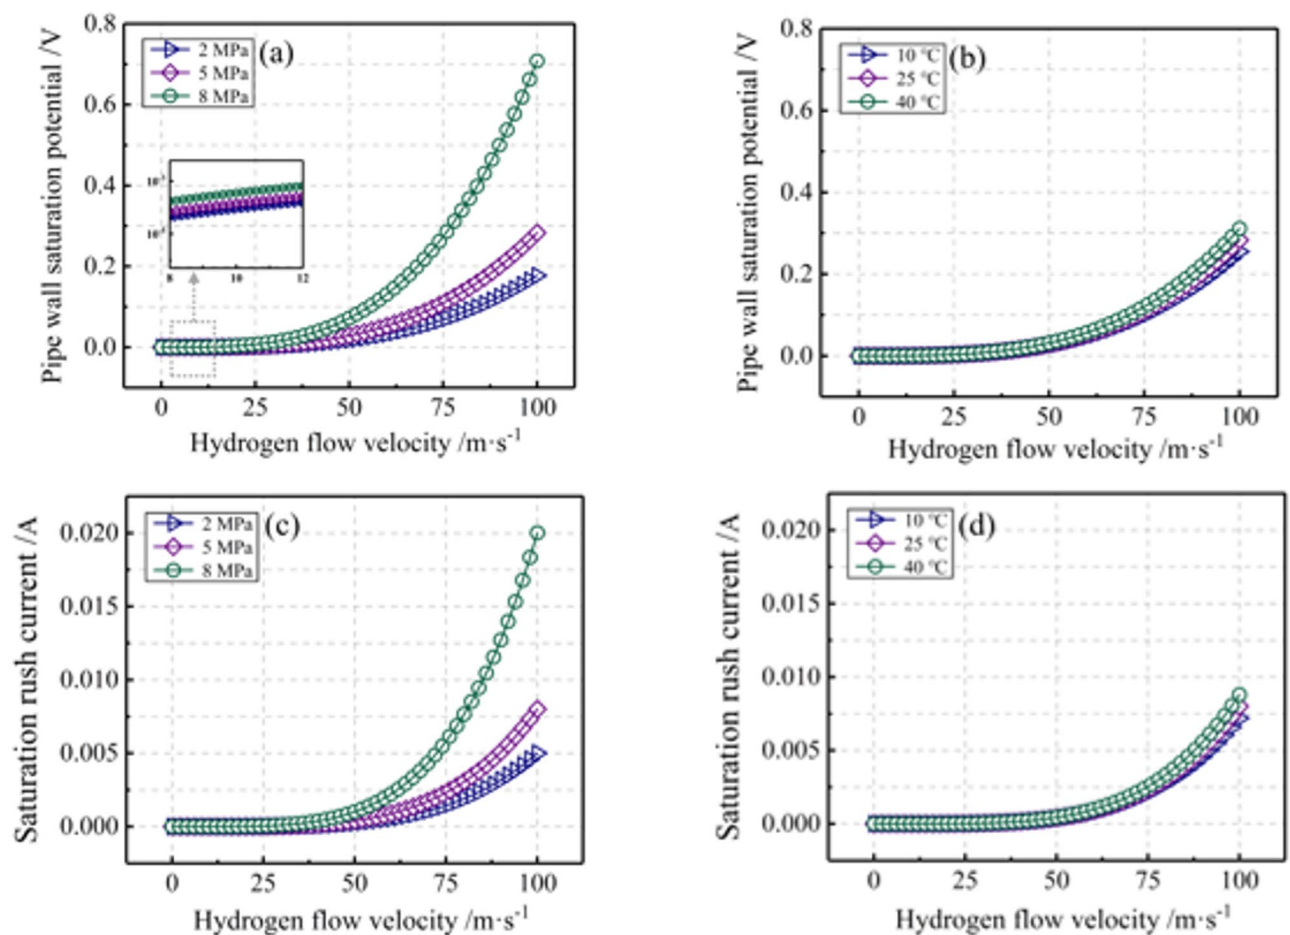 Pipe wall saturation potential /V
0.8
0.6
0.4
0.2
0.0
2 MPa
5 MPa
8 MPa
(a)
8
10
12
0
25
50
75
100
Hydrogen flow velocity /m·s⁻¹
Pipe wall saturation potential /V
0.8
0.6
0.4
0.2
0.0
10 °C
25 °C
40 °C
(b)
0
25
50
75
100
Hydrogen flow velocity /m·s⁻¹
Saturation rush current /A
0.020
0.015
0.010
0.005
0.000
2 MPa
5 MPa
8 MPa
(c)
0
25
50
75
100
Hydrogen flow velocity /m·s⁻¹
Saturation rush current /A
0.020
0.015
0.010
0.005
0.000
10 °C
25 °C
40 °C
(d)
0
25
50
75
100
Hydrogen flow velocity /m·s⁻¹